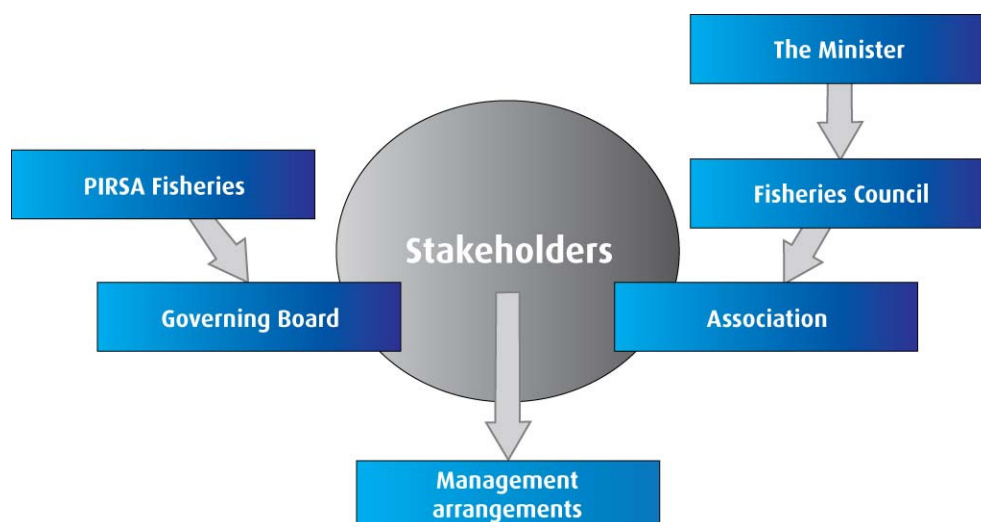 The Minister
PIRSA Fisheries
Fisheries Council
Stakeholders
Governing Board
Association
Management
arrangements